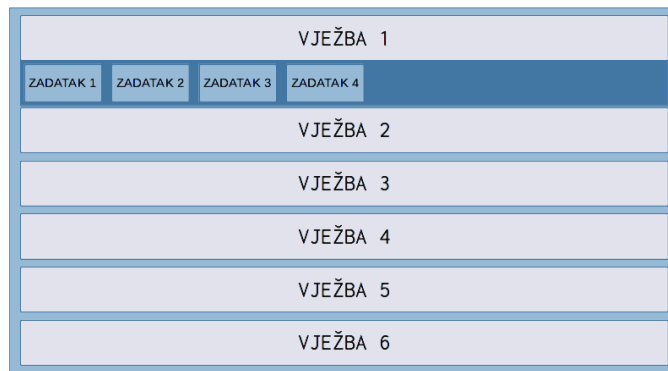 VJEŽBA 1
ZADATAK 1 ZADATAK 2 ZADATAK 3 ZADATAK 4
VJEŽBA 2
VJEŽBA 3
VJEŽBA 4
VJEŽBA 5
VJEŽBA 6